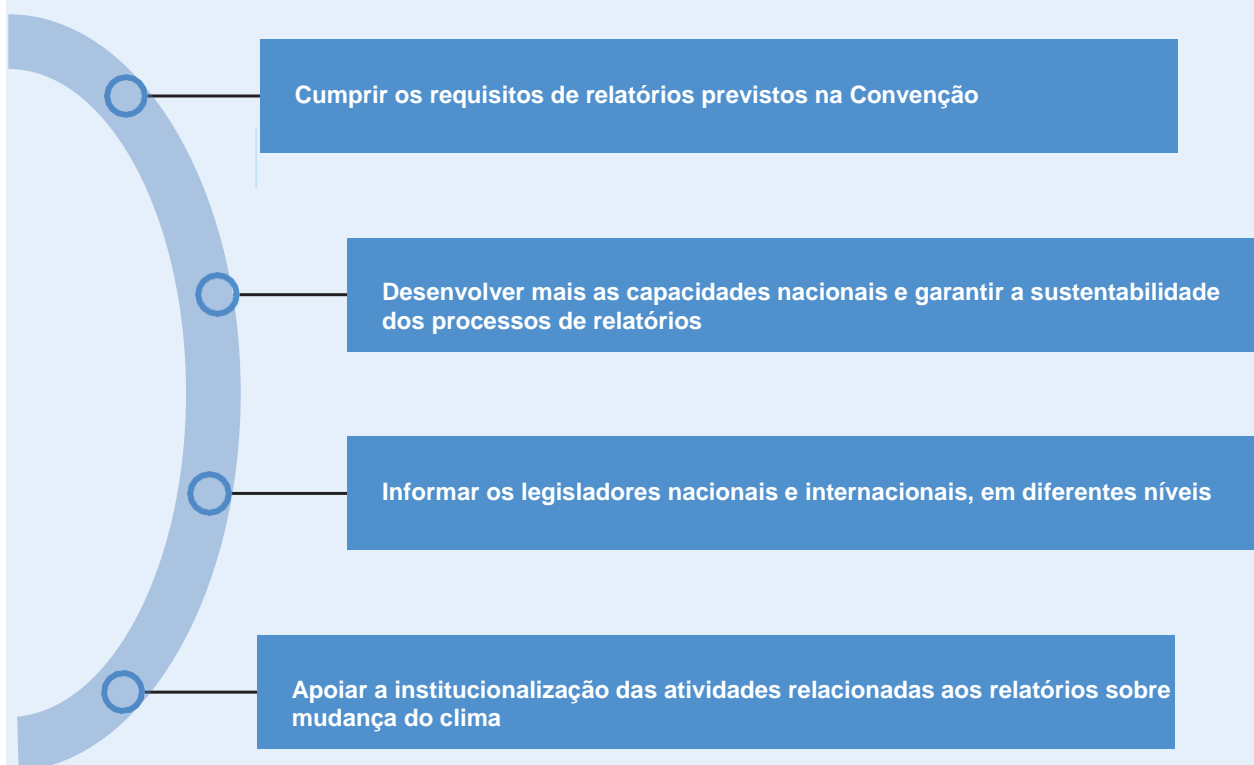 Cumprir os requisitos de relatórios previstos na Convenção
Desenvolver mais as capacidades nacionais e garantir a sustentabilidade
dos processos de relatórios
Informar os legisladores nacionais e internacionais, em diferentes níveis
Apoiar a institucionalização das atividades relacionadas aos relatórios sobre
mudança do clima